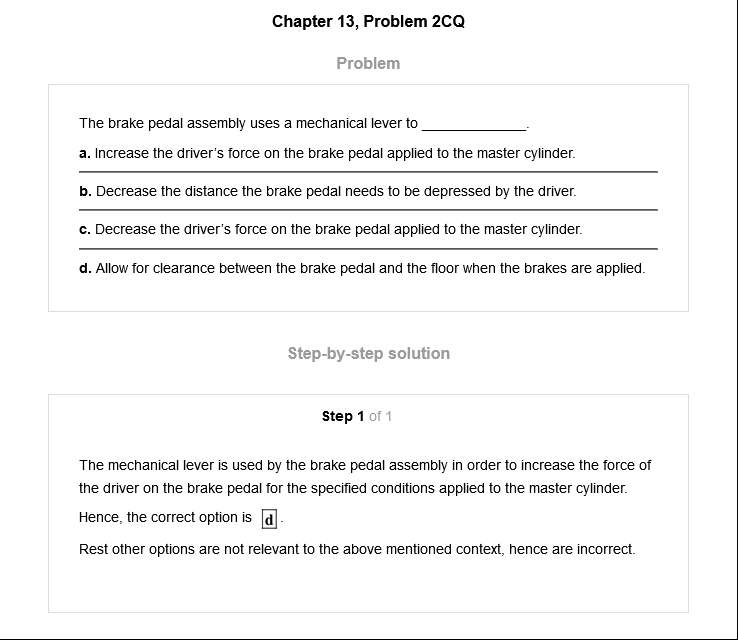 Chapter 13, Problem 2CQ
Problem
The brake pedal assembly uses a mechanical lever to ______________.
a. Increase the driver's force on the brake pedal applied to the master cylinder.
b. Decrease the distance the brake pedal needs to be depressed by the driver.
c. Decrease the driver's force on the brake pedal applied to the master cylinder.
d. Allow for clearance between the brake pedal and the floor when the brakes are applied.
Step-by-step solution
Step 1 of 1
The mechanical lever is used by the brake pedal assembly in order to increase the force of
the driver on the brake pedal for the specified conditions applied to the master cylinder.
Hence, the correct option is d.
Rest other options are not relevant to the above mentioned context, hence are incorrect.